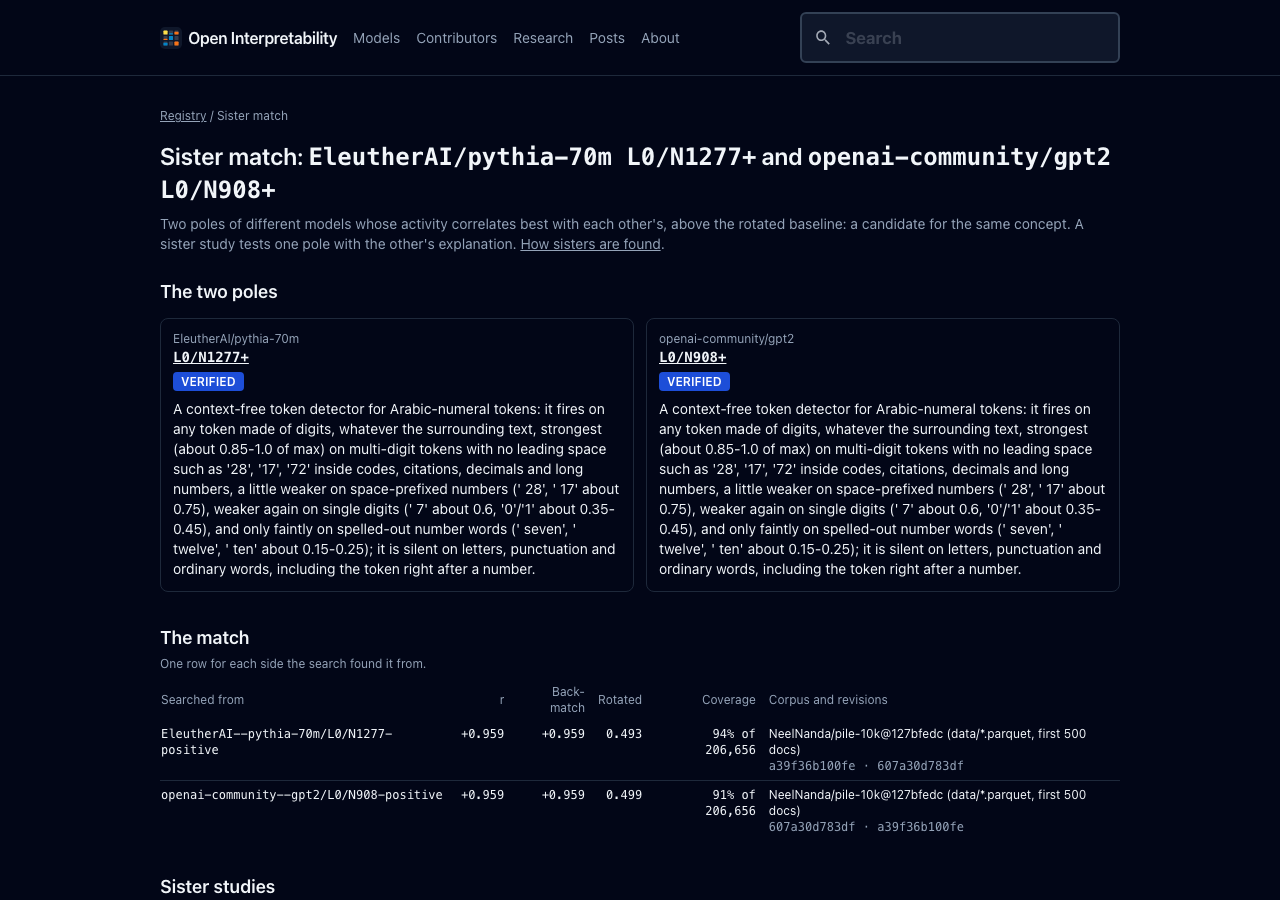 Open Interpretability Models Contributors Research Posts About Search
Registry / Sister match
Sister match: EleutherAI/pythia-70m L0/N1277+ and openai-community/gpt2
L0/N908+
Two poles of different models whose activity correlates best with each other's, above the rotated baseline: a candidate for the same concept. A
sister study tests one pole with the other's explanation. How sisters are found.
The two poles
EleutherAI/pythia-70m
L0/N1277+
VERIFIED
A context-free token detector for Arabic-numeral tokens: it fires on
any token made of digits, whatever the surrounding text, strongest
(about 0.85-1.0 of max) on multi-digit tokens with no leading space
such as '28', '17', '72' inside codes, citations, decimals and long
numbers, a little weaker on space-prefixed numbers (' 28', ' 17' about
0.75), weaker again on single digits (' 7' about 0.6, '0'/'1' about 0.35-
0.45), and only faintly on spelled-out number words (' seven', '
twelve', ' ten' about 0.15-0.25); it is silent on letters, punctuation and
ordinary words, including the token right after a number.
openai-community/gpt2
L0/N908+
VERIFIED
A context-free token detector for Arabic-numeral tokens: it fires on
any token made of digits, whatever the surrounding text, strongest
(about 0.85-1.0 of max) on multi-digit tokens with no leading space
such as '28', '17', '72' inside codes, citations, decimals and long
numbers, a little weaker on space-prefixed numbers (' 28', ' 17' about
0.75), weaker again on single digits (' 7' about 0.6, '0'/'1' about 0.35-
0.45), and only faintly on spelled-out number words (' seven', '
twelve', ' ten' about 0.15-0.25); it is silent on letters, punctuation and
ordinary words, including the token right after a number.
The match
One row for each side the search found it from.
Searched from r Back-match Rotated Coverage Corpus and revisions
EleutherAI--pythia-70m/L0/N1277- +0.959 +0.959 0.493 94% of NeelNanda/pile-10k@127bfedc (data/*.parquet, first 500
positive 206,656 docs)
a39f36b100fe · 607a30d783df
openai-community--gpt2/L0/N908-positive +0.959 +0.959 0.499 91% of NeelNanda/pile-10k@127bfedc (data/*.parquet, first 500
206,656 docs)
607a30d783df · a39f36b100fe
Sister studies